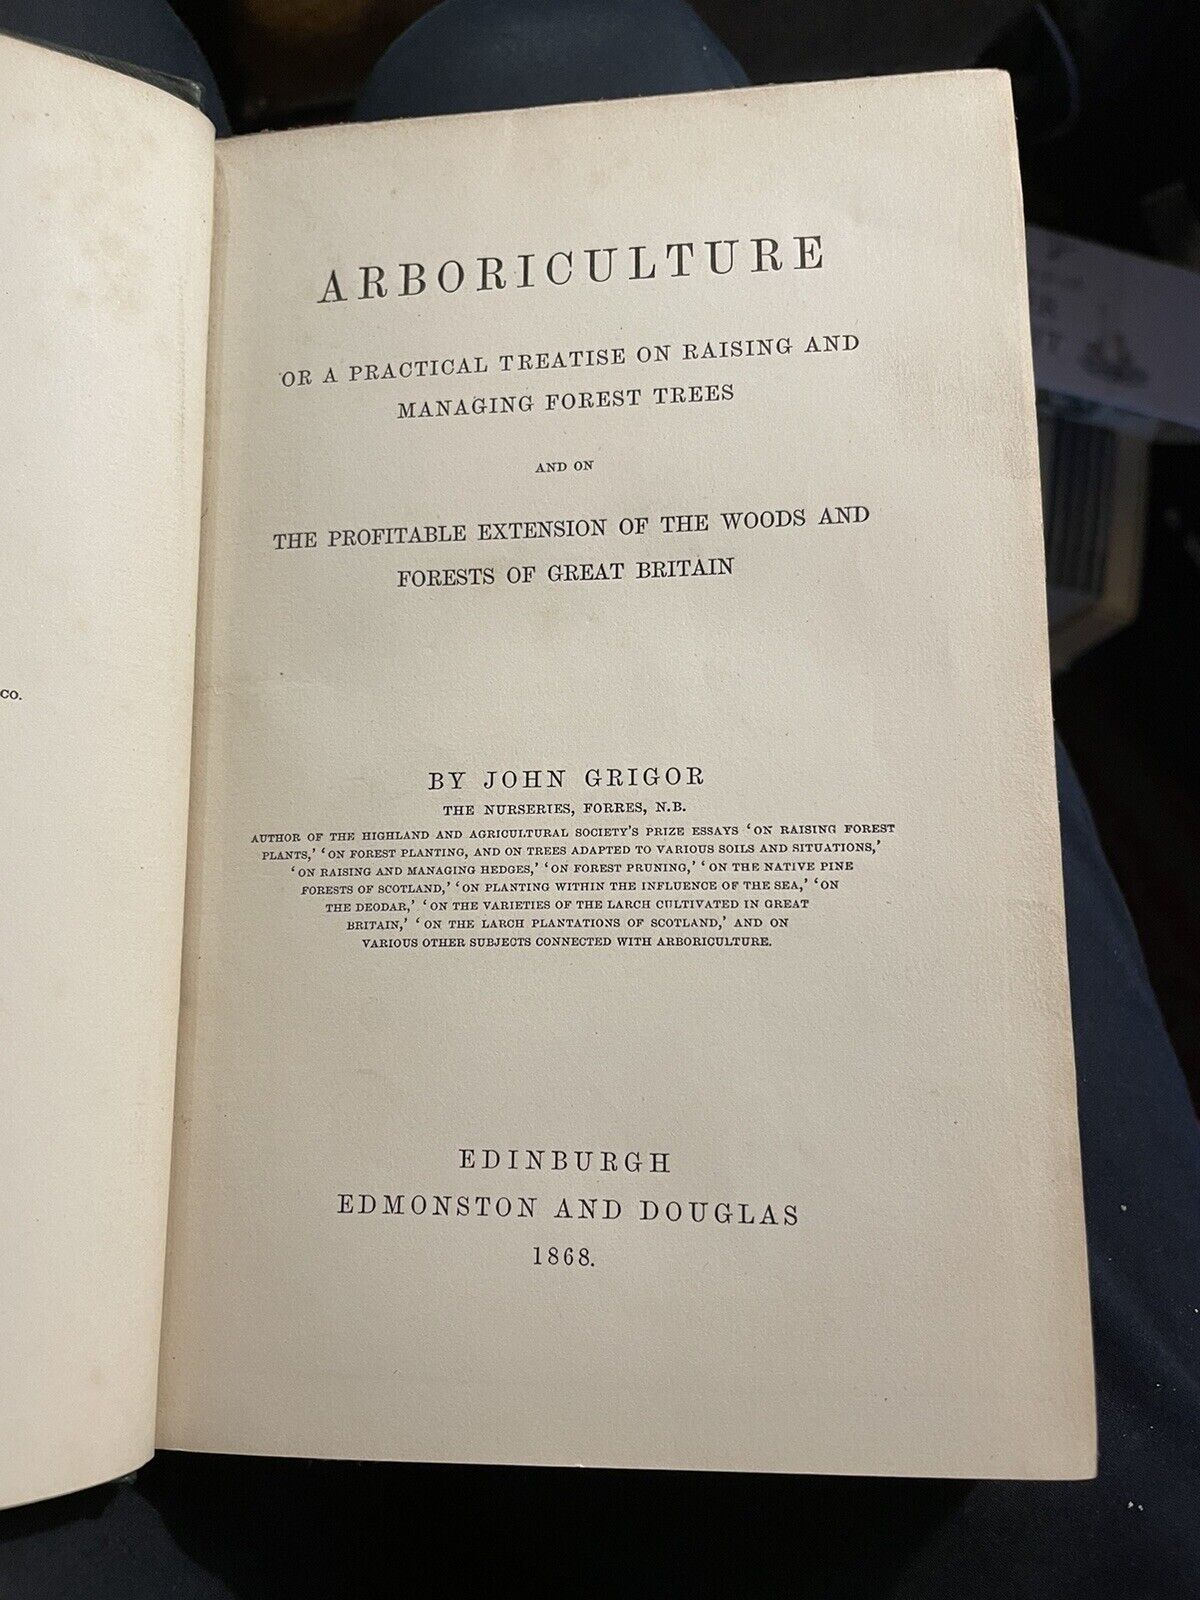 CO.
ARBORICULTURE
OR A PRACTICAL TREATISE ON RAISING AND
MANAGING FOREST TREES
AND ON
THE PROFITABLE EXTENSION OF THE WOODS AND
FORESTS OF GREAT BRITAIN
BY JOHN GRIGOR
THE NURSERIES, FORRES, N.B.
AUTHOR OF THE HIGHLAND AND AGRICULTURAL SOCIETY'S PRIZE ESSAYS 'ON RAISING FOREST
PLANTS,' 'ON FOREST PLANTING, AND ON TREES ADAPTED TO VARIOUS SOILS AND SITUATIONS,'
'ON RAISING AND MANAGING HEDGES,' 'ON FOREST PRUNING,' 'ON THE NATIVE PINE
FORESTS OF SCOTLAND,' 'ON PLANTING WITHIN THE INFLUENCE OF THE SEA,' 'ON
THE DEODAR,' 'ON THE VARIETIES OF THE LARCH CULTIVATED IN GREAT
BRITAIN,' 'ON THE LARCH PLANTATIONS OF SCOTLAND,' AND ON
VARIOUS OTHER SUBJECTS CONNECTED WITH ARBORICULTURE.
EDINBURGH
EDMONSTON AND DOUGLAS
1868.